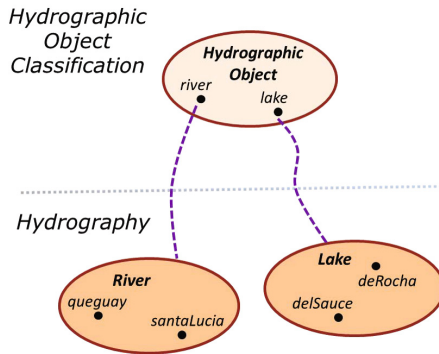 Hydrographic
Object
Classification
Hydrographic
Object
river
lake
Hydrography
River
queguay
santaLucia
Lake
deRocha
delSauce